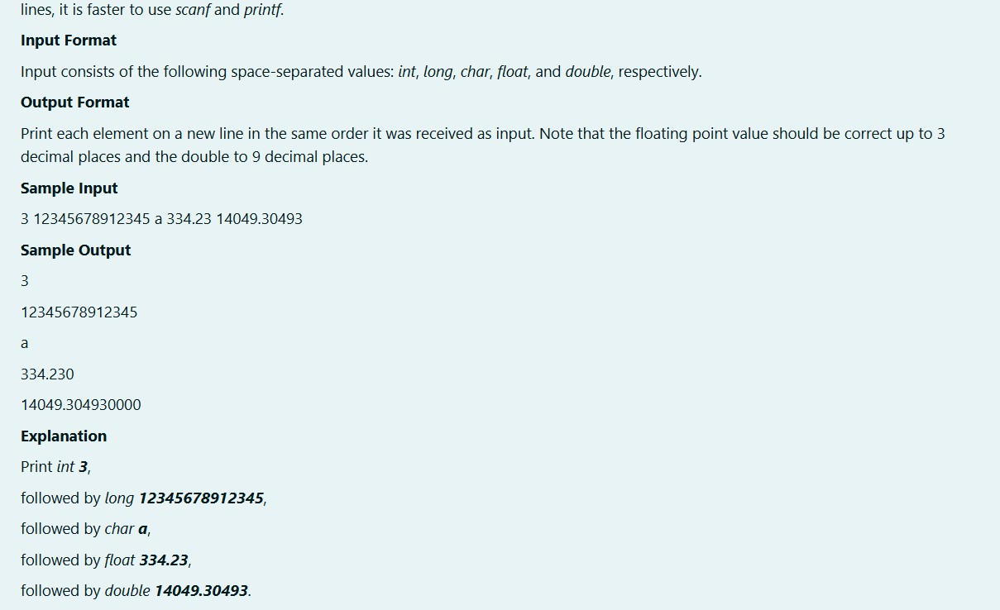 lines, it is faster to use scanf and printf.
Input Format
Input consists of the following space-separated values: int, long, char, float, and double, respectively.
Output Format
Print each element on a new line in the same order it was received as input. Note that the floating point value should be correct up to 3
decimal places and the double to 9 decimal places.
Sample Input
3 12345678912345 a 334.23 14049.30493
Sample Output
3
12345678912345
a
334.230
14049.304930000
Explanation
Print int 3,
followed by long 12345678912345,
followed by char a,
followed by float 334.23,
followed by double 14049.30493.